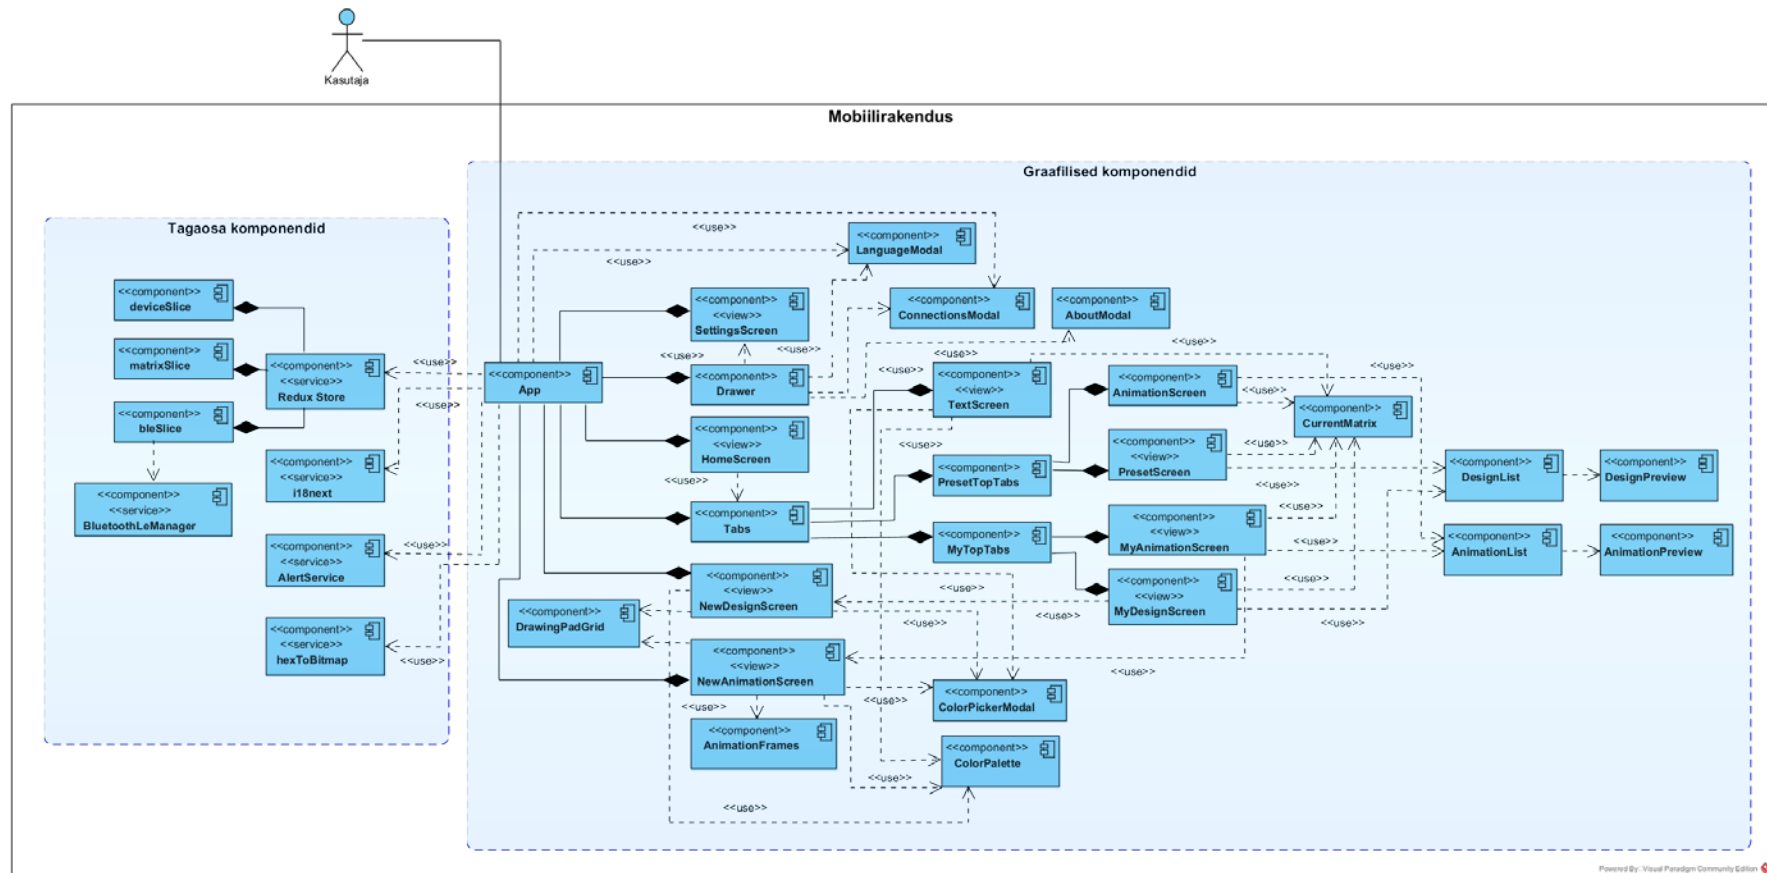 Kasutaja
Mobiilirakendus
Graafilised komponendid
Tagaosa komponendid
<<component>>
deviceSlice
<<component>>
matrixSlice
<<component>>
<<service>>
Redux Store
<<component>>
bleSlice
<<component>>
<<service>>
BluetoothLeManager
<<component>>
<<service>>
i18next
<<component>>
<<service>>
AlertService
<<component>>
<<service>>
hexToBitmap
<<use>>
<<use>>
<<use>>
<<use>>
<<component>>
App
<<use>>
<<use>>
<<component>>
LanguageModal
<<component>>
<<view>>
SettingsScreen
<<component>>
ConnectionsModal
<<component>>
AboutModal
<<use>>
<<use>>
<<use>>
<<use>>
<<use>>
<<use>>
<<component>>
Drawer
<<component>>
<<view>>
TextScreen
<<component>>
AnimationScreen
<<component>>
CurrentMatrix
<<component>>
<<view>>
HomeScreen
<<use>>
<<use>>
<<use>>
<<component>>
PresetTopTabs
<<component>>
<<view>>
PresetScreen
<<component>>
DesignList
<<component>>
DesignPreview
<<use>>
<<use>>
<<use>>
<<component>>
Tabs
<<component>>
MyTopTabs
<<component>>
<<view>>
MyAnimationScreen
<<use>>
<<component>>
AnimationList
<<component>>
AnimationPreview
<<component>>
<<view>>
NewDesignScreen
<<use>>
<<component>>
<<view>>
MyDesignScreen
<<use>>
<<component>>
DrawingPadGrid
<<use>>
<<use>>
<<use>>
<<component>>
<<view>>
NewAnimationScreen
<<use>>
<<component>>
ColorPickerModal
<<use>>
<<use>>
<<component>>
AnimationFrames
<<component>>
ColorPalette
<<use>>
<<use>>
Powered By: Visual Paradigm Community Edition